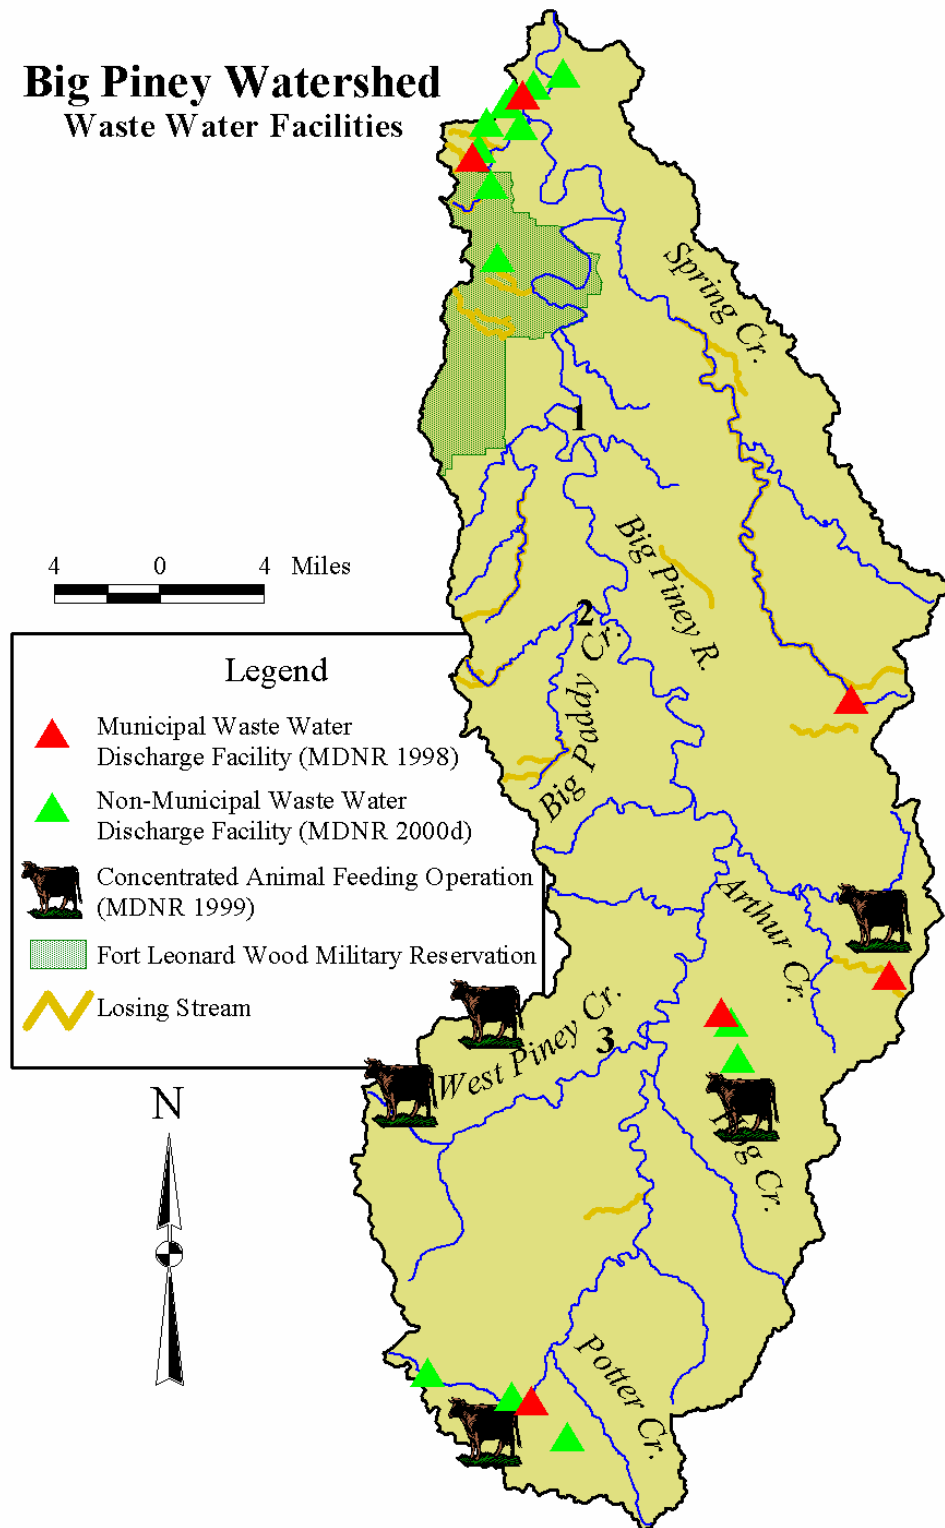 Big Piney Watershed
Waste Water Facilities
Spring Cr.
1
Big Piney R.
4 0 4 Miles
2
Big Paddy Cr.
Legend
Municipal Waste Water
Discharge Facility (MDNR 1998)
Non-Municipal Waste Water
Discharge Facility (MDNR 2000d)
Concentrated Animal Feeding Operation
(MDNR 1999)
Fort Leonard Wood Military Reservation
Losing Stream
Arthur Cr.
West Piney Cr.
3
Hog Cr.
N
Potter Cr.